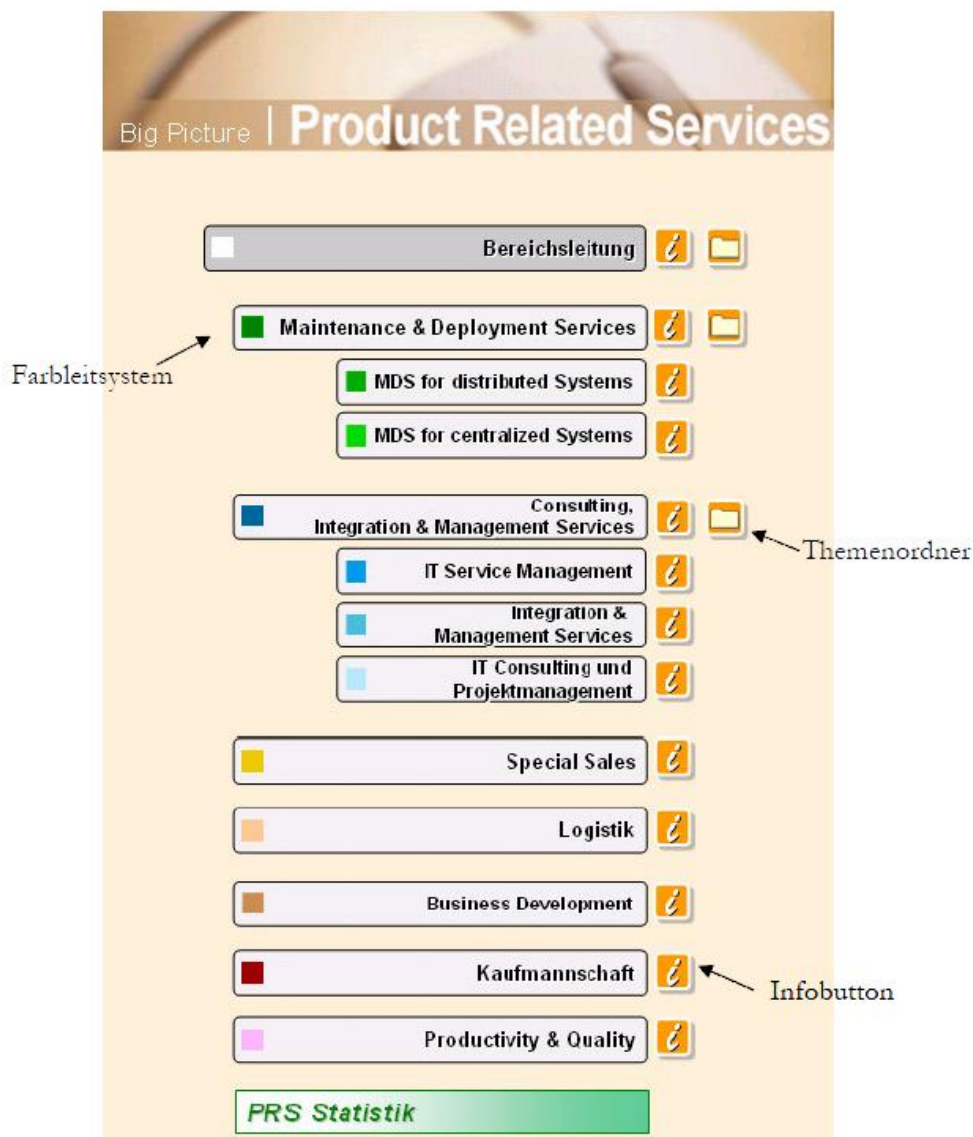 Big Picture | Product Related Services
Bereichsleitung
Maintenance & Deployment Services
Farbleitsystem
MDS for distributed Systems
MDS for centralized Systems
Consulting,
Integration & Management Services
Themenordner
IT Service Management
Integration &
Management Services
IT Consulting und
Projektmanagement
Special Sales
Logistik
Business Development
Kaufmannschaft
Infobutton
Productivity & Quality
PRS Statistik